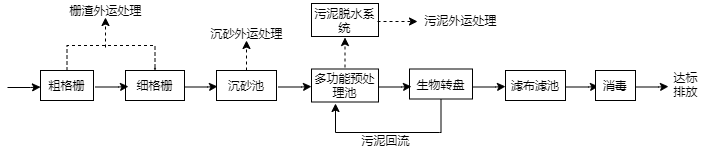 栅渣外运处理
污泥脱水系
统
污泥外运处理
沉砂外运处理
粗格栅
细格栅
沉砂池
多功能预处
理池
生物转盘
滤布滤池
消毒
达标
排放
污泥回流